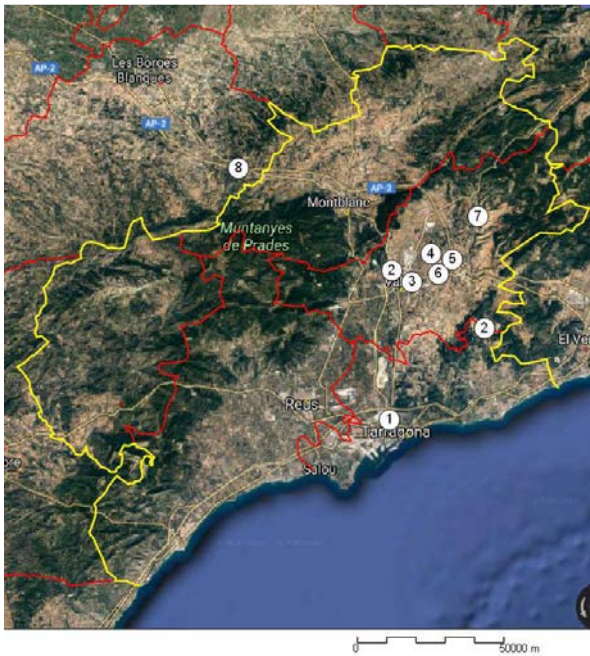 Les Borges
Blanques
AP-2
AP-2
8
Montblanc
AP-2
Muntanyes
de Prades
7
4
5
2
6
3
2
El Ve
Reus
1
Tarragona
Salou
0
50000 m